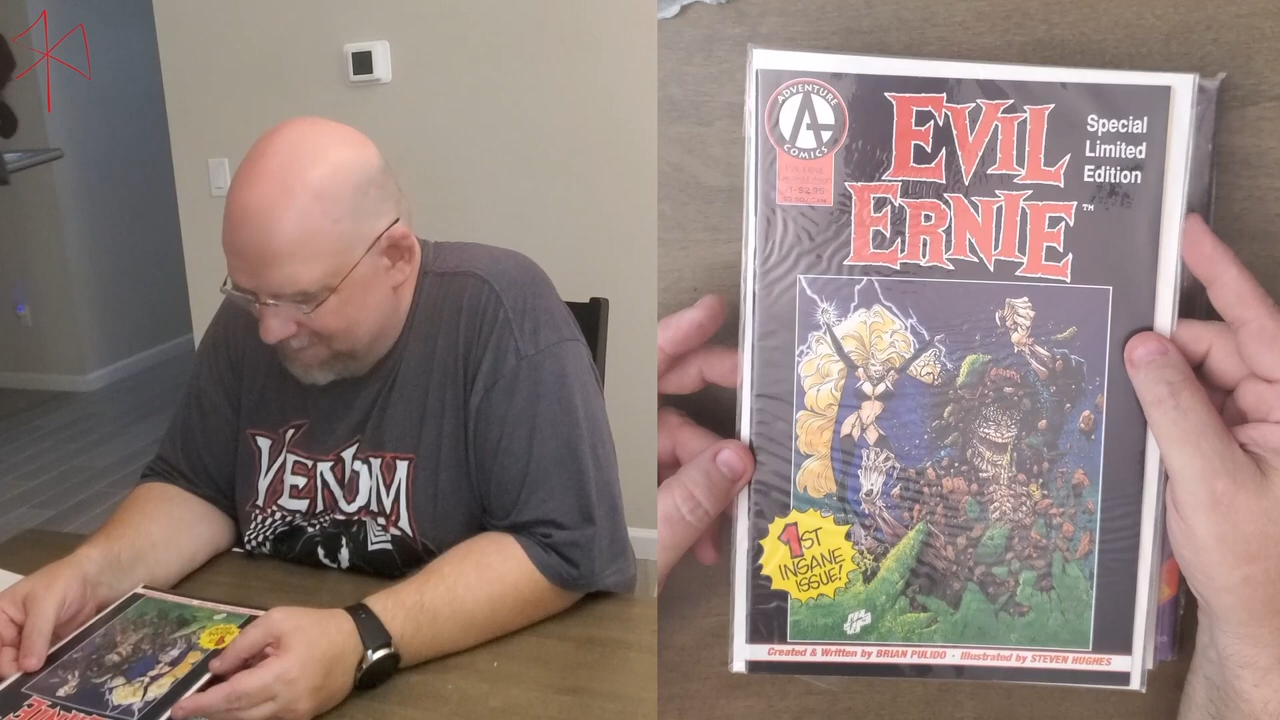 VENOM
ADVENTURE
A
COMICS
EVIL
ERNIE
™
Special
Limited
Edition
1ST
INSANE
ISSUE!
Created & Written by BRIAN PULIDO • Illustrated by STEVEN HUGHES